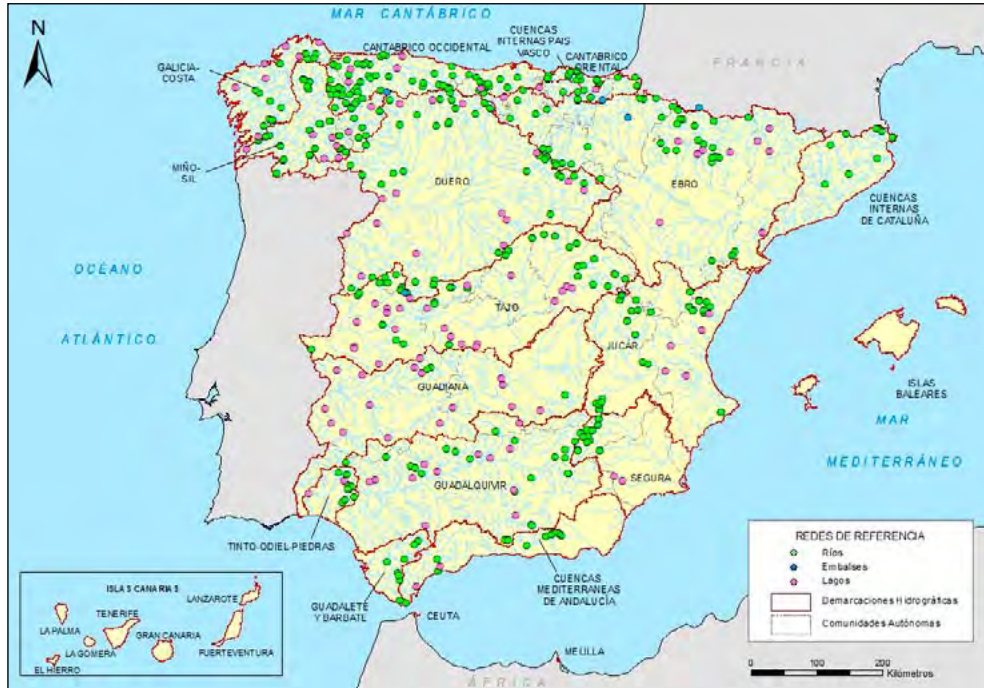 MAR CANTÁBRICO
N
CANTABRICO OCCIDENTAL
CUENCAS
INTERNAS PAIS
VASCO
CANTABRICO
ORIENTAL
FRANCIA
GALICIA-
COSTA
MIÑO-
SIL
DUERO
EBRO
CUENCAS
INTERNAS
DE CATALUÑA
OCÉANO
ATLÁNTICO
TAJO
JUCAR
ISLAS
BALEARES
GUADIANA
MAR
MEDITERRÁNEO
SEGURA
GUADALQUIVIR
TINTO-ODIEL-PIEDRAS
GUADALETE
Y BARBATE
CUENCAS
MEDITERRANEAS
DE ANDALUCÍA
CEUTA
MELILLA
ÁFRICA
ISLAS CANARIAS
LANZAROTE
TENERIFE
LA PALMA
GRAN CANARIA
LA GOMERA
FUERTEVENTURA
EL HIERRO
REDES DE REFERENCIA
Ríos
Embalses
Lagos
Demarcaciones Hidrográficas
Comunidades Autónomas
0 100 200
Kilómetros